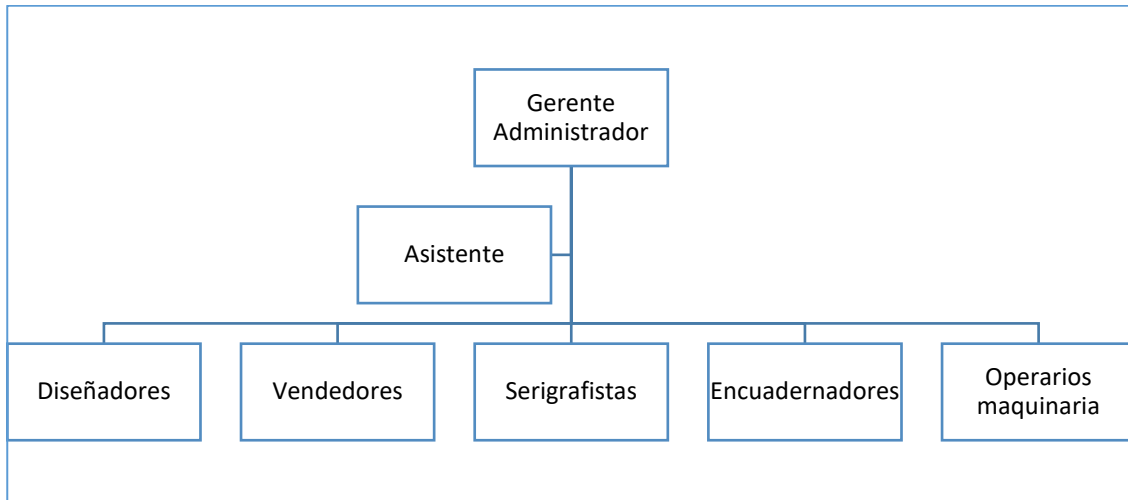 Gerente
Administrador
Asistente
Diseñadores
Vendedores
Serigrafistas
Encuadernadores
Operarios
maquinaria